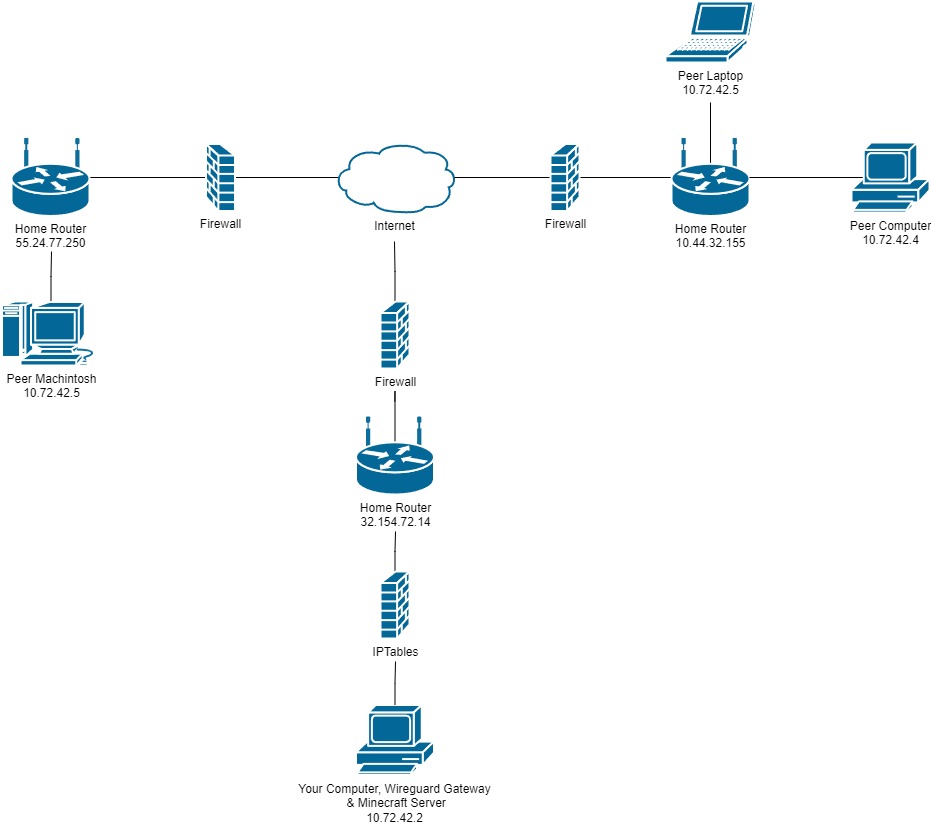 Peer Laptop
10.72.42.5
Home Router
55.24.77.250
Firewall
Internet
Firewall
Home Router
10.44.32.155
Peer Computer
10.72.42.4
Peer Machintosh
10.72.42.5
Firewall
Home Router
32.154.72.14
IPTables
Your Computer, Wireguard Gateway
& Minecraft Server
10.72.42.2